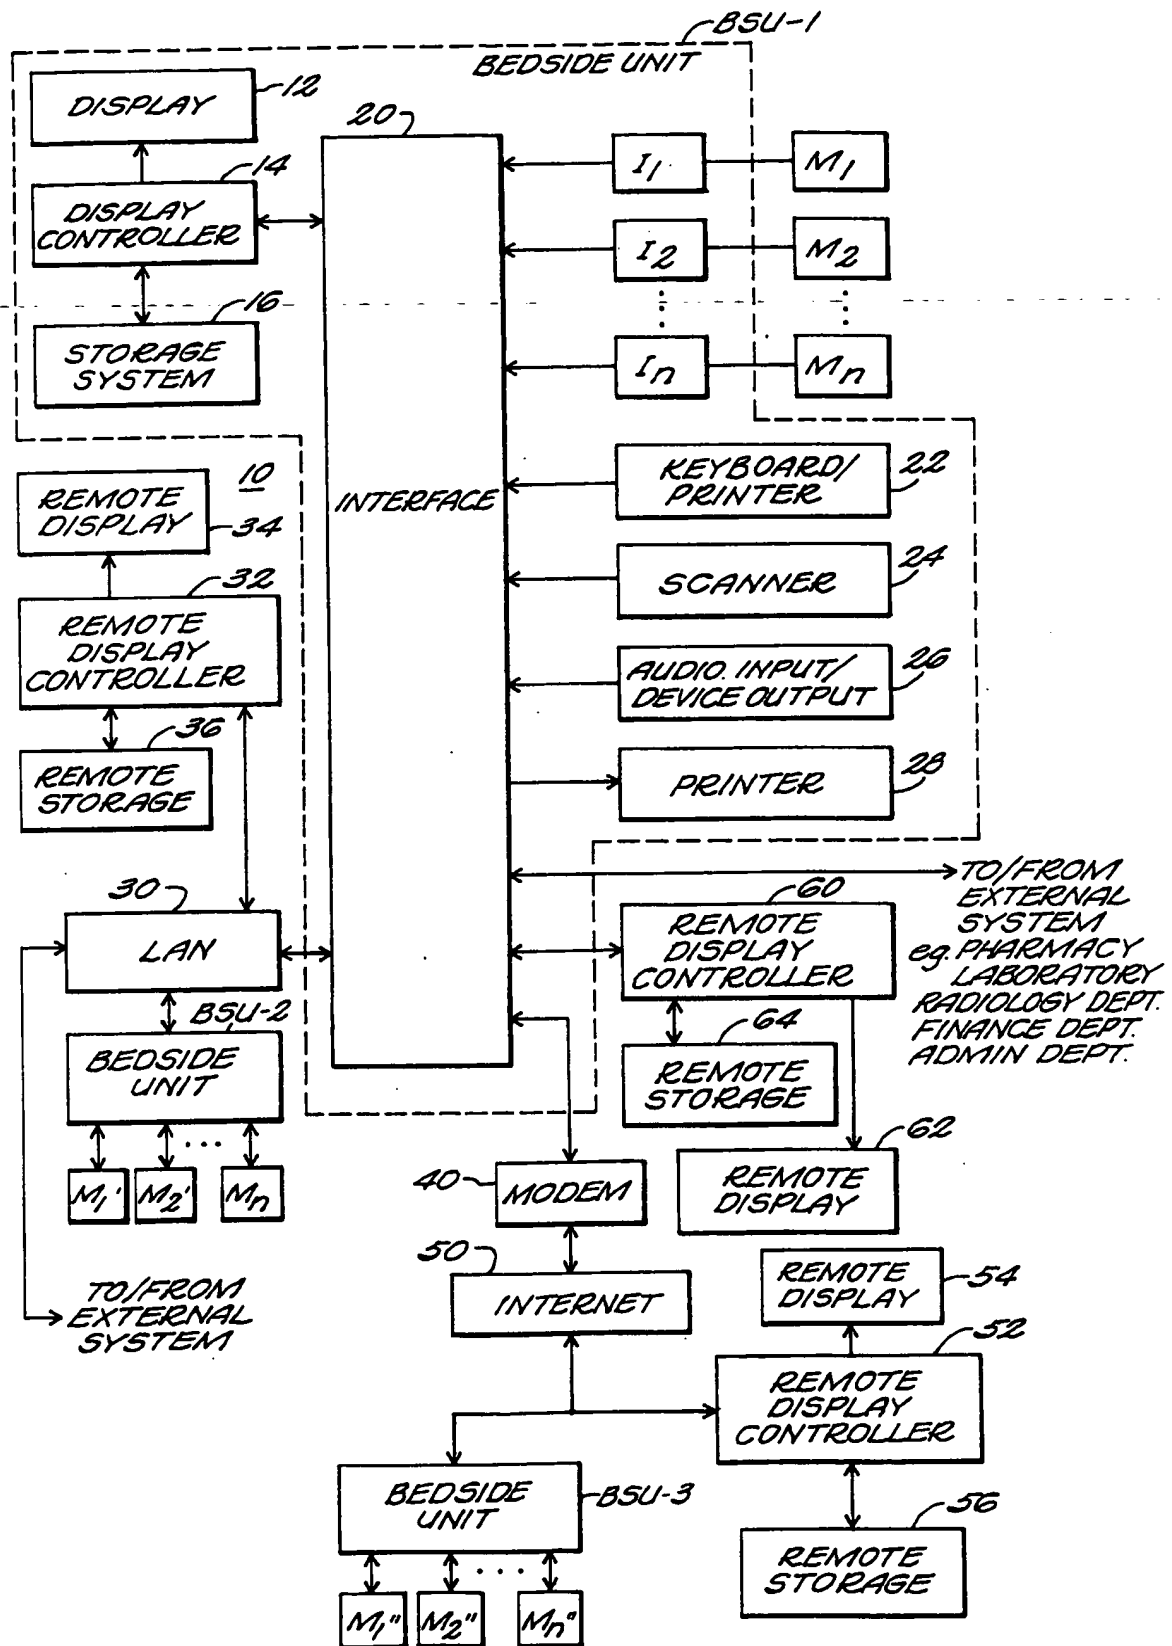 BSU-1
BEDSIDE UNIT
DISPLAY
12
20
14
DISPLAY
CONTROLLER
16
STORAGE
SYSTEM
I1
M1
I2
M2
In
Mn
INTERFACE
KEYBOARD/
PRINTER
22
SCANNER
24
AUDIO. INPUT/
DEVICE OUTPUT
26
PRINTER
28
10
REMOTE
DISPLAY
34
32
REMOTE
DISPLAY
CONTROLLER
36
REMOTE
STORAGE
30
LAN
BSU-2
BEDSIDE
UNIT
M1'
M2'
Mn
TO/FROM
EXTERNAL
SYSTEM
TO/FROM
EXTERNAL
SYSTEM
eg. PHARMACY
LABORATORY
RADIOLOGY DEPT.
FINANCE DEPT.
ADMIN DEPT.
60
REMOTE
DISPLAY
CONTROLLER
64
REMOTE
STORAGE
62
REMOTE
DISPLAY
40
MODEM
50
INTERNET
REMOTE
DISPLAY
54
52
REMOTE
DISPLAY
CONTROLLER
56
REMOTE
STORAGE
BEDSIDE
UNIT
BSU-3
M1"
M2"
Mn"